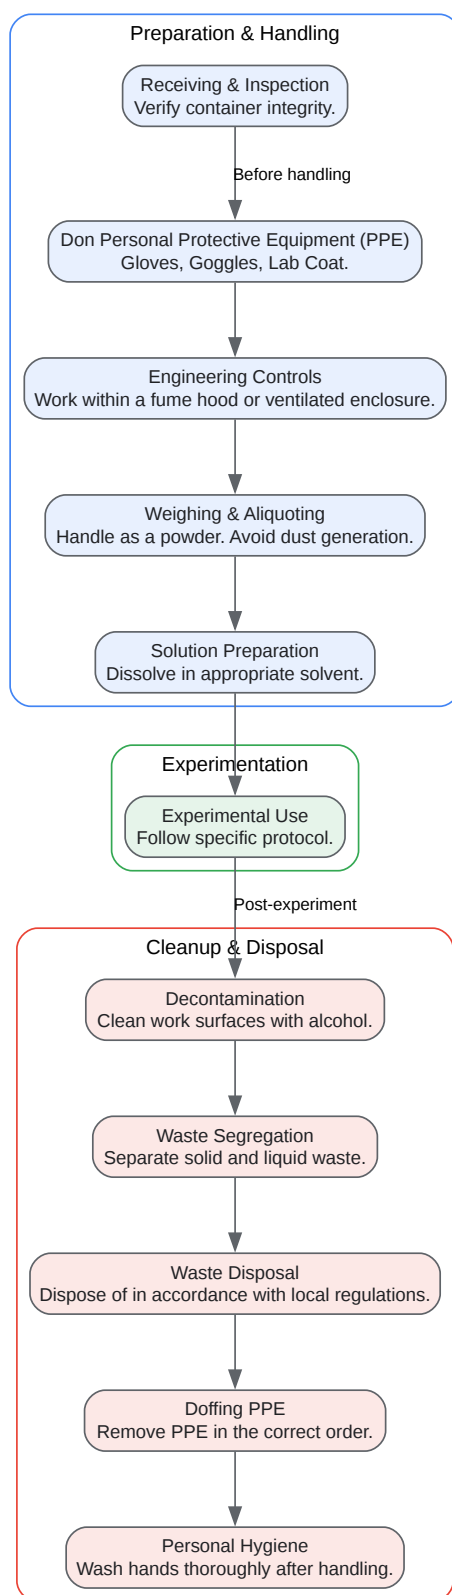 Preparation & Handling
Receiving & Inspection
Verify container integrity.
Before handling
Don Personal Protective Equipment (PPE)
Gloves, Goggles, Lab Coat.
Engineering Controls
Work within a fume hood or ventilated enclosure.
Weighing & Aliquoting
Handle as a powder. Avoid dust generation.
Solution Preparation
Dissolve in appropriate solvent.
Experimentation
Experimental Use
Follow specific protocol.
Post-experiment
Cleanup & Disposal
Decontamination
Clean work surfaces with alcohol.
Waste Segregation
Separate solid and liquid waste.
Waste Disposal
Dispose of in accordance with local regulations.
Doffing PPE
Remove PPE in the correct order.
Personal Hygiene
Wash hands thoroughly after handling.